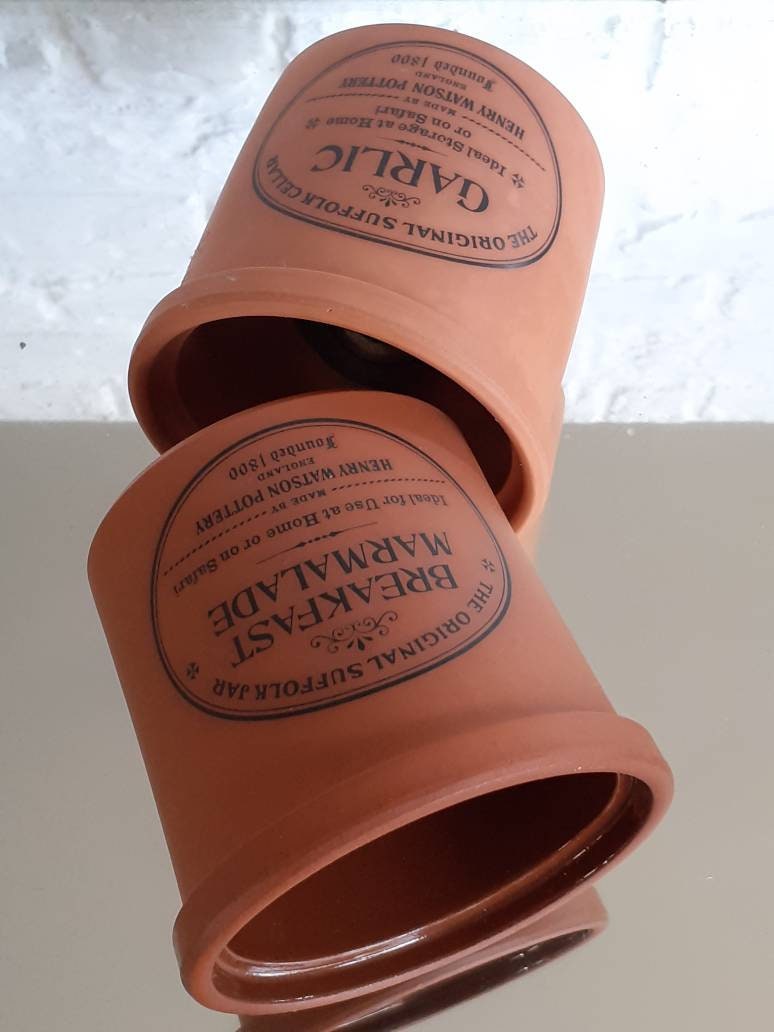 THE ORIGINAL SUFFOLK CELLAR
GARLIC
Ideal Storage at Home
or on Safari
MADE BY
HENRY WATSON POTTERY
ENGLAND
Founded 1800
THE ORIGINAL SUFFOLK JAR
BREAKFAST
MARMALADE
Ideal for Use at Home or on Safari
MADE BY
HENRY WATSON POTTERY
ENGLAND
Founded 1800